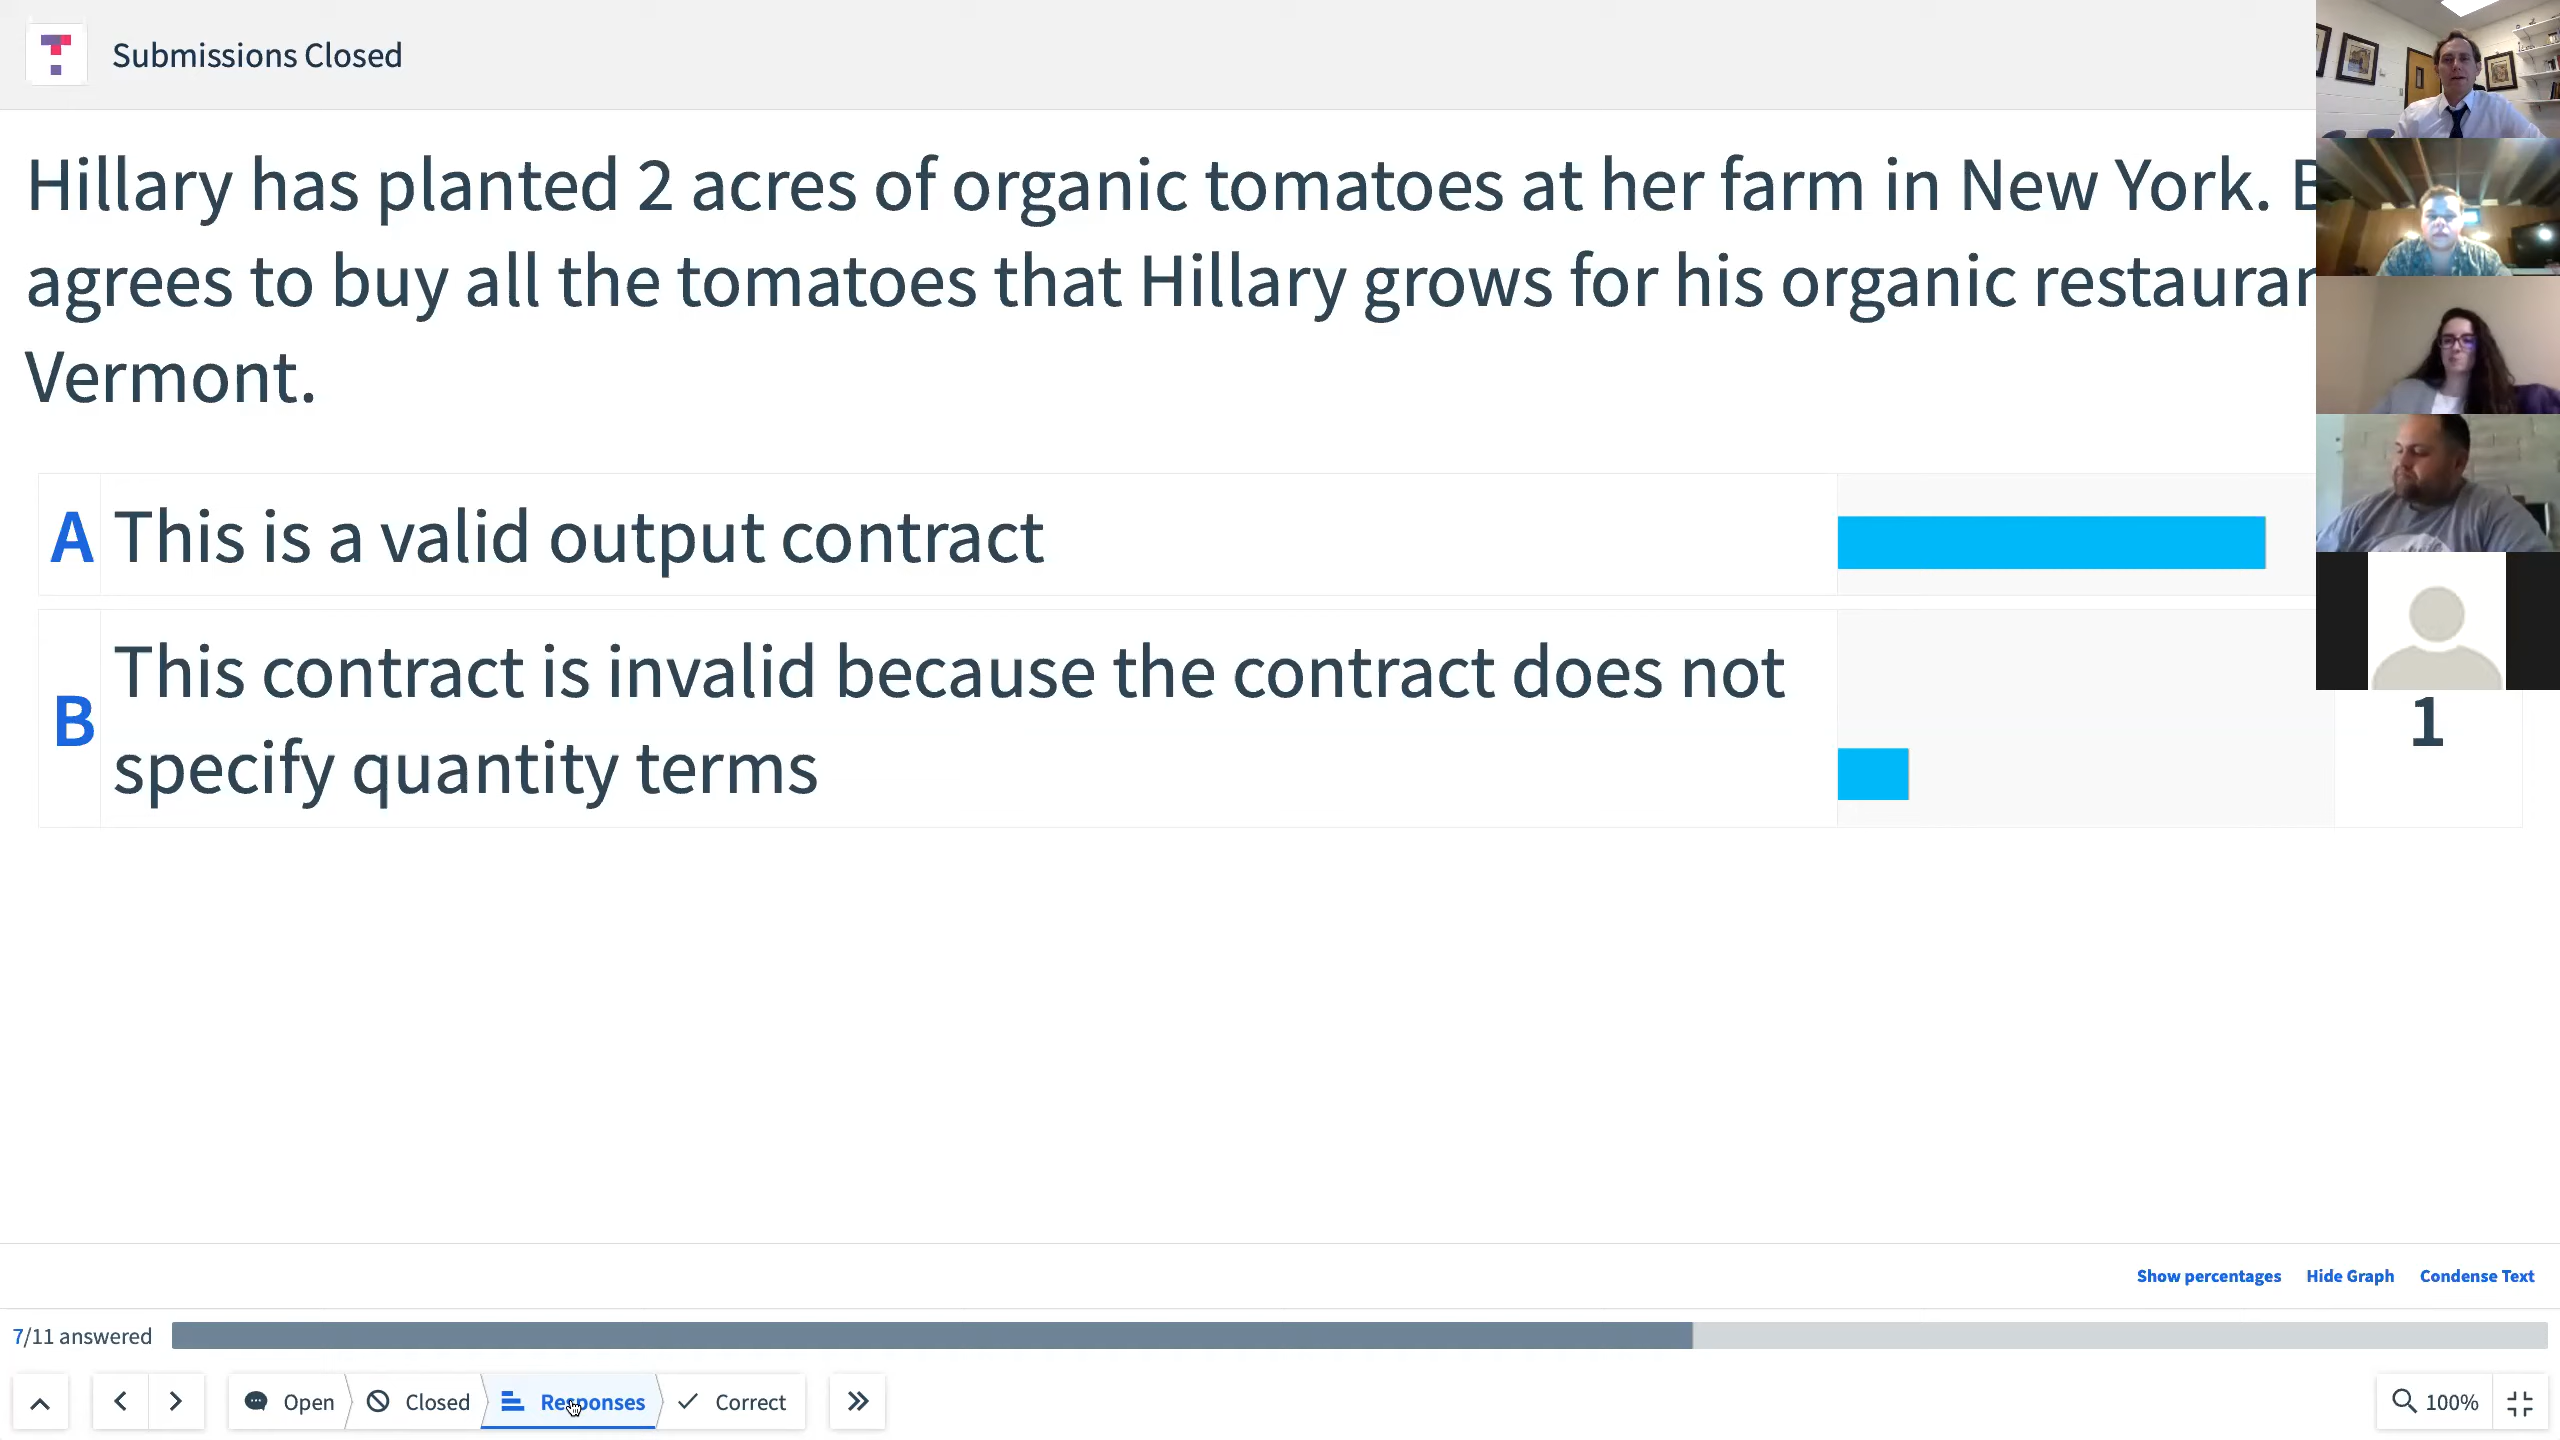 Submissions Closed
Hillary has planted 2 acres of organic tomatoes at her farm in New York.
agrees to buy all the tomatoes that Hillary grows for his organic
Vermont.
A This is a valid output contract
B This contract is invalid because the contract does not
specify quantity terms
1
Show percentages Hide Graph Condense Text
7/11 answered
Open Closed Responses Correct
100%